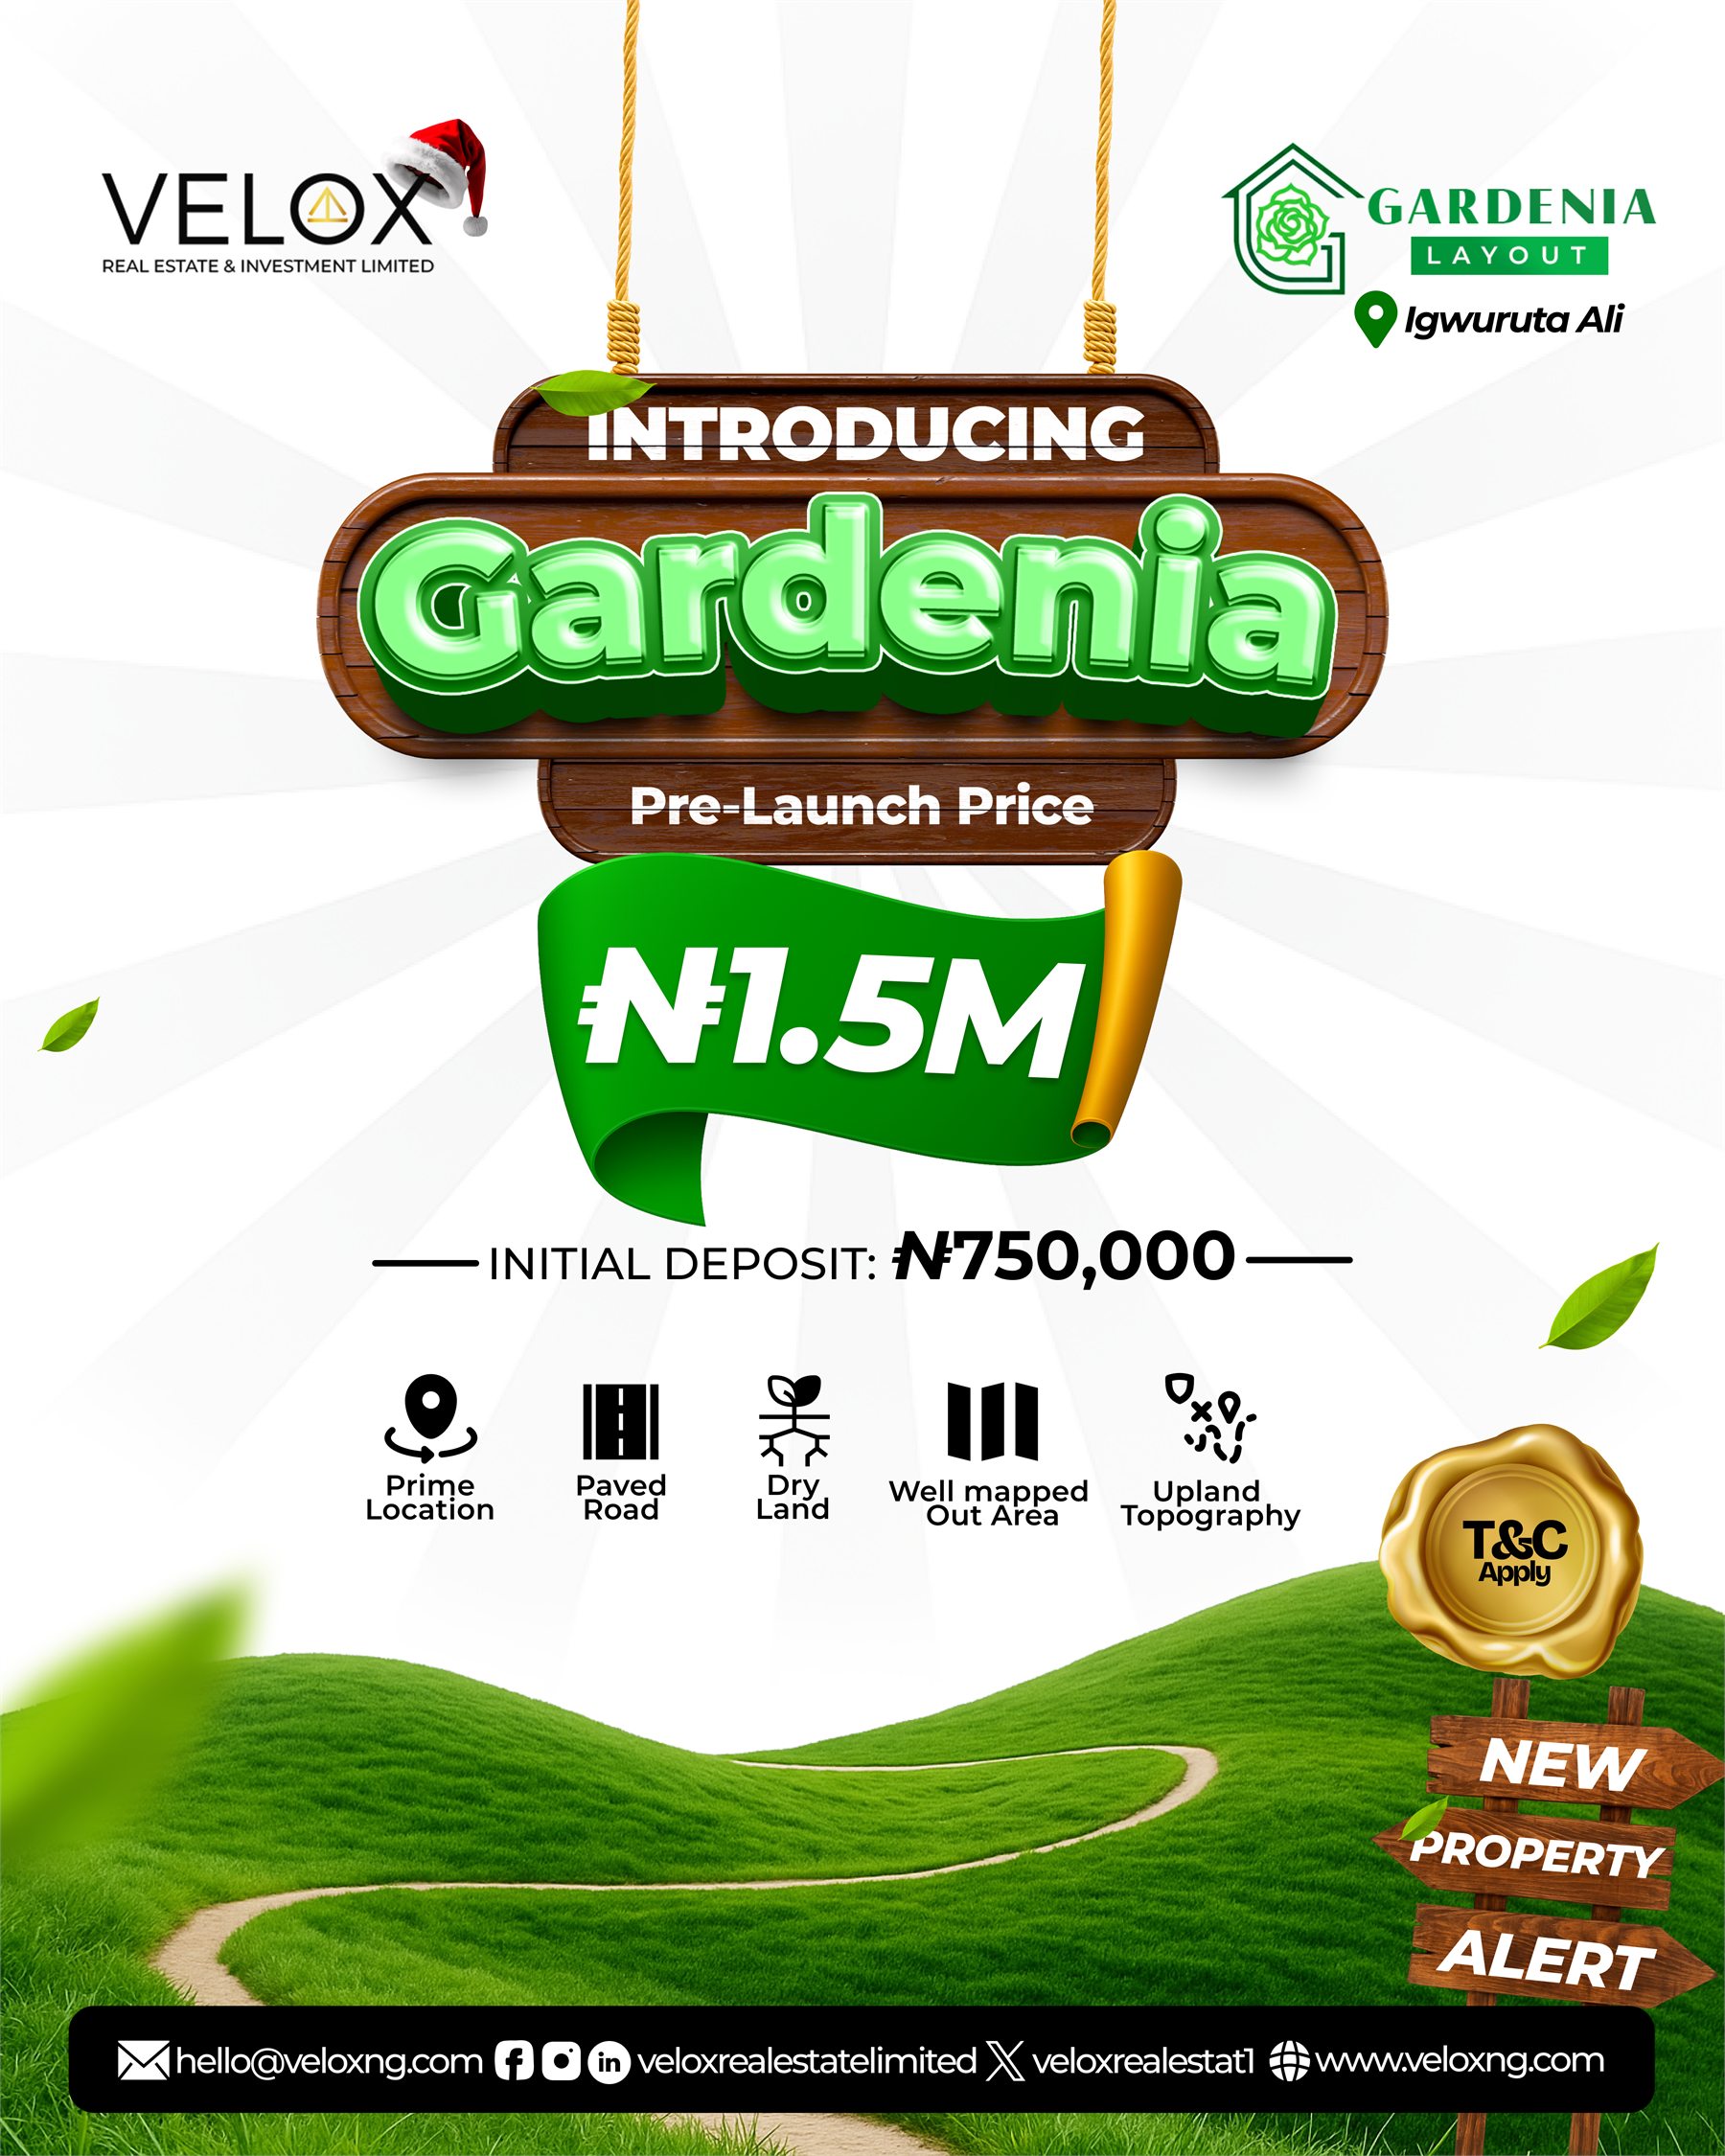 VELOX
REAL ESTATE & INVESTMENT LIMITED
GARDENIA
LAYOUT
Igwuruta Ali
INTRODUCING
Gardenia
Pre-Launch Price
₦1.5M
INITIAL DEPOSIT: ₦750,000
Prime
Location
Paved
Road
Dry
Land
Well mapped
Out Area
Upland
Topography
T&C
Apply
NEW
PROPERTY
ALERT
hello@veloxng.com veloxrealestatelimited veloxrealestat1 www.veloxng.com